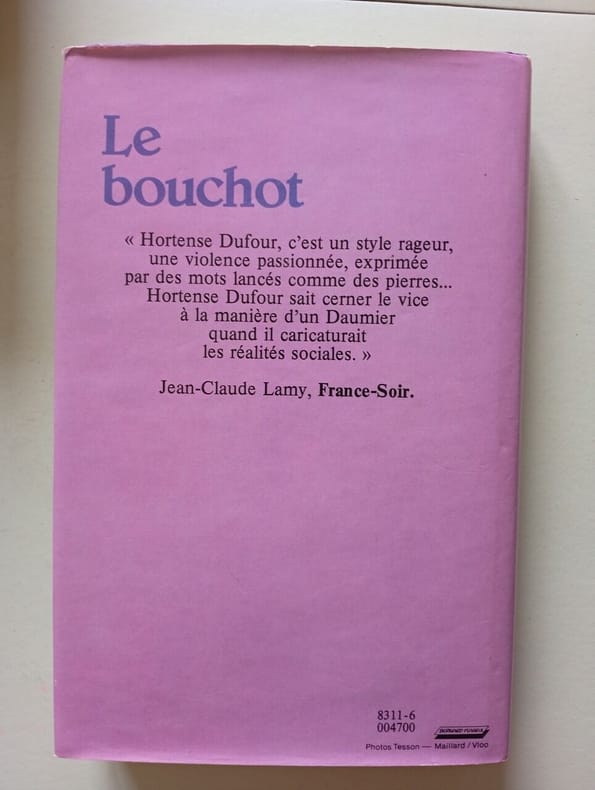 Le
bouchot
« Hortense Dufour, c'est un style rageur,
une violence passionnée, exprimée
par des mots lancés comme des pierres...
Hortense Dufour sait cerner le vice
à la manière d'un Daumier
quand il caricaturait
les réalités sociales. »
Jean-Claude Lamy, France-Soir.
8311-6
004700
Photos Tesson — Maillard / Vloo